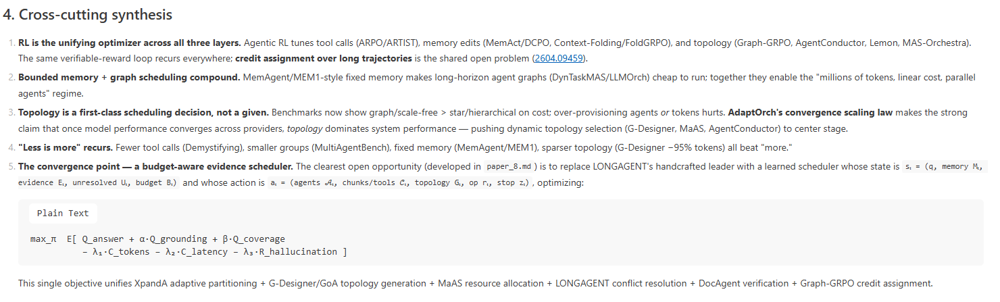 4. Cross-cutting synthesis
1. RL is the unifying optimizer across all three layers. Agentic RL tunes tool calls (ARPO/ARTIST), memory edits (MemAct/DCPO, Context-Folding/FoldGRPO), and topology (Graph-GRPO, AgentConductor, Lemon, MAS-Orchestra).
The same verifiable-reward loop recurs everywhere; credit assignment over long trajectories is the shared open problem (2604.09459).
2. Bounded memory + graph scheduling compound. MemAgent/MEM1-style fixed memory makes long-horizon agent graphs (DynTaskMAS/LLMOrch) cheap to run; together they enable the "millions of tokens, linear cost, parallel
agents" regime.
3. Topology is a first-class scheduling decision, not a given. Benchmarks now show graph/scale-free > star/hierarchical on cost; over-provisioning agents or tokens hurts. AdaptOrch's convergence scaling law makes the strong
claim that once model performance converges across providers, topology dominates system performance — pushing dynamic topology selection (G-Designer, MaAS, AgentConductor) to center stage.
4. "Less is more" recurs. Fewer tool calls (Demystifying), smaller groups (MultiAgentBench), fixed memory (MemAgent/MEM1), sparser topology (G-Designer −95% tokens) all beat "more."
5. The convergence point — a budget-aware evidence scheduler. The clearest open opportunity (developed in paper_8.md ) is to replace LONGAGENT's handcrafted leader with a learned scheduler whose state is sₜ = (q, memory Mₜ,
evidence Eₜ, unresolved Uₜ, budget Bₜ) and whose action is aₜ = (agents 𝒜ₜ, chunks/tools 𝒞ₜ, topology Gₜ, op rₜ, stop zₜ) , optimizing:
Plain Text
max_π E[ Q_answer + α·Q_grounding + β·Q_coverage
− λ₁·C_tokens − λ₂·C_latency − λ₃·R_hallucination ]
This single objective unifies XpandA adaptive partitioning + G-Designer/GoA topology generation + MaAS resource allocation + LONGAGENT conflict resolution + DocAgent verification + Graph-GRPO credit assignment.